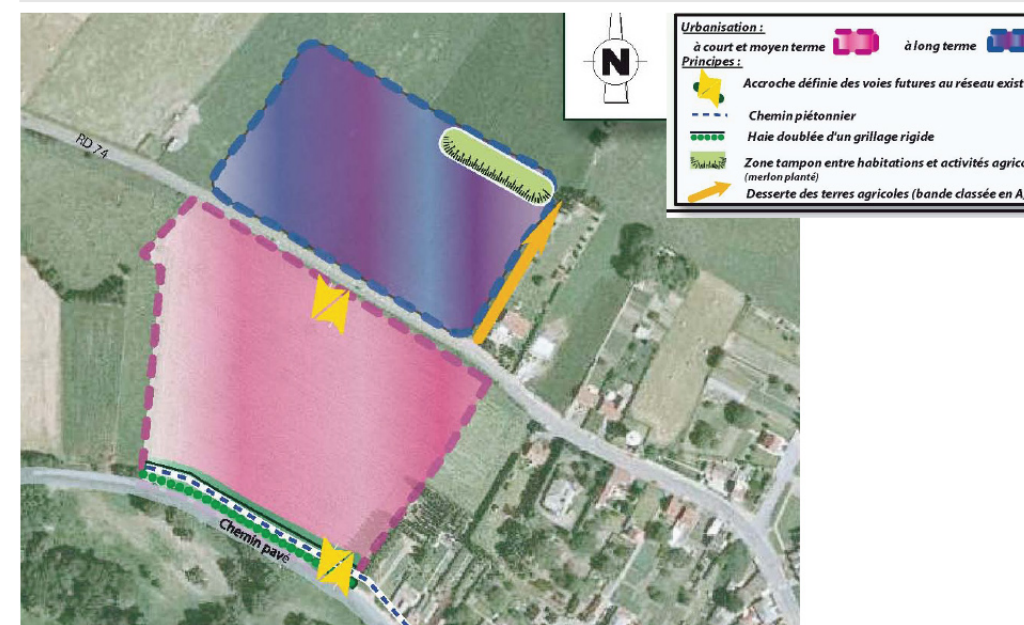 N
Urbanisation :
à court et moyen terme à long terme
Principes :
Accroche définie des voies futures au réseau exist
Chemin piétonnier
Haie doublée d'un grillage rigide
Zone tampon entre habitations et activités agrico
(merlon planté)
Desserte des terres agricoles (bande classée en A
RD 74
Chemin pavé